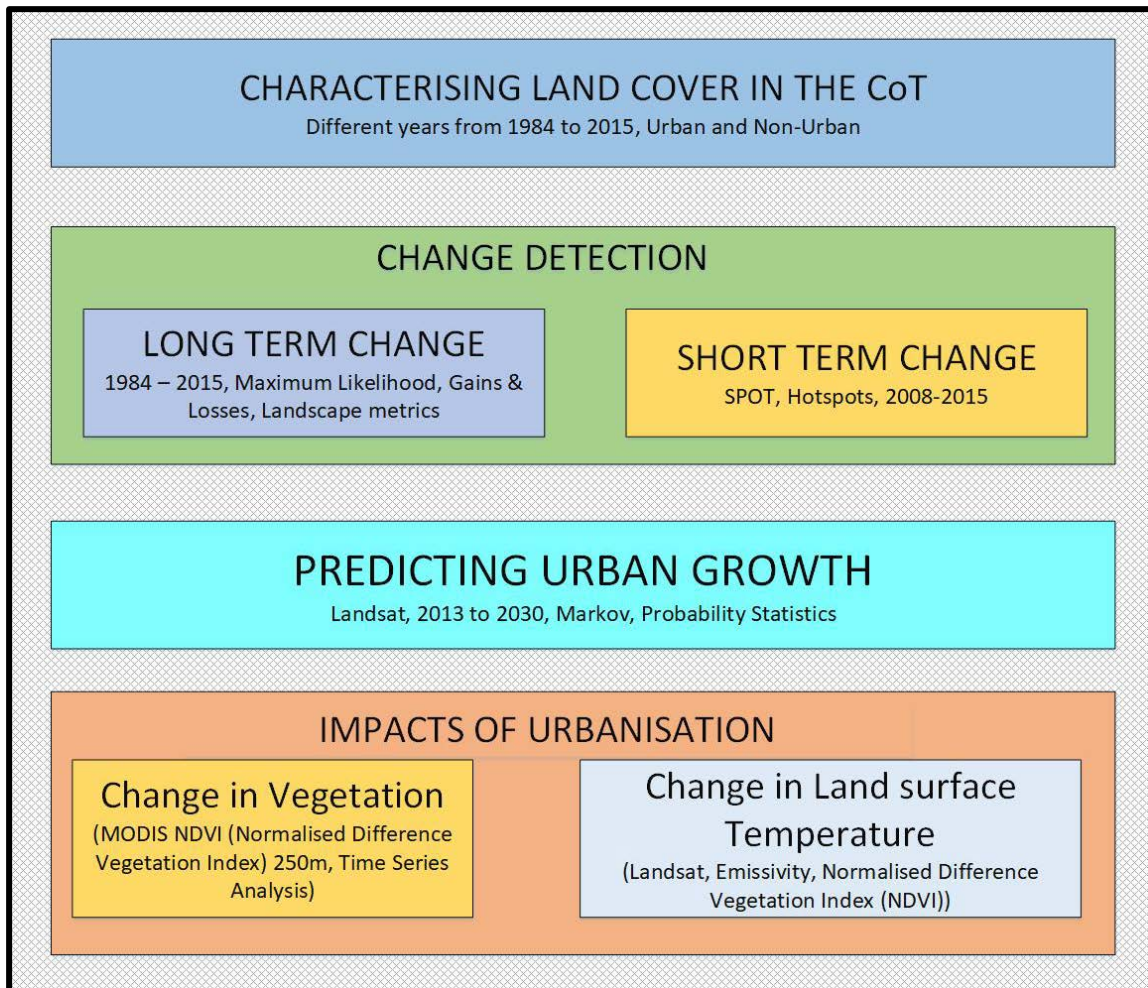 CHARACTERISING LAND COVER IN THE CoT
Different years from 1984 to 2015, Urban and Non-Urban
CHANGE DETECTION
LONG TERM CHANGE
1984 – 2015, Maximum Likelihood, Gains &
Losses, Landscape metrics
SHORT TERM CHANGE
SPOT, Hotspots, 2008-2015
PREDICTING URBAN GROWTH
Landsat, 2013 to 2030, Markov, Probability Statistics
IMPACTS OF URBANISATION
Change in Vegetation
(MODIS NDVI (Normalised Difference
Vegetation Index) 250m, Time Series
Analysis)
Change in Land surface
Temperature
(Landsat, Emissivity, Normalised Difference
Vegetation Index (NDVI))